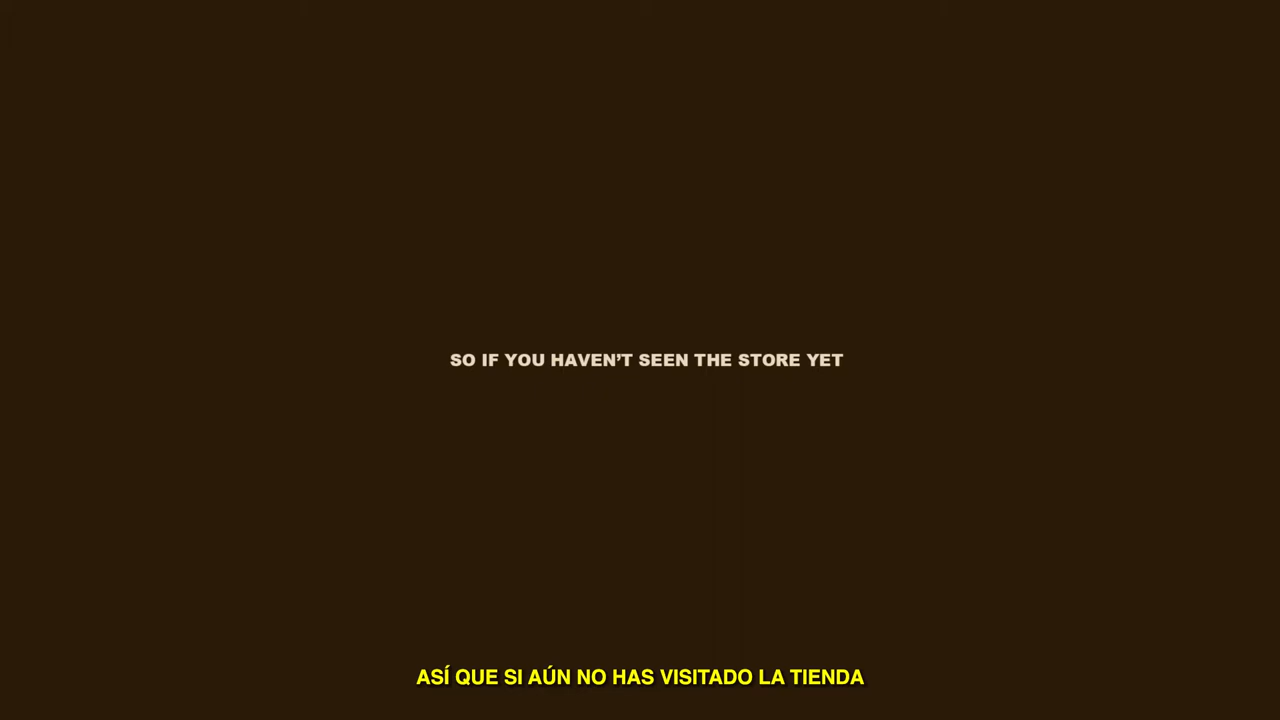 SO IF YOU HAVEN’T SEEN THE STORE YET
ASÍ QUE SI AÚN NO HAS VISITADO LA TIENDA